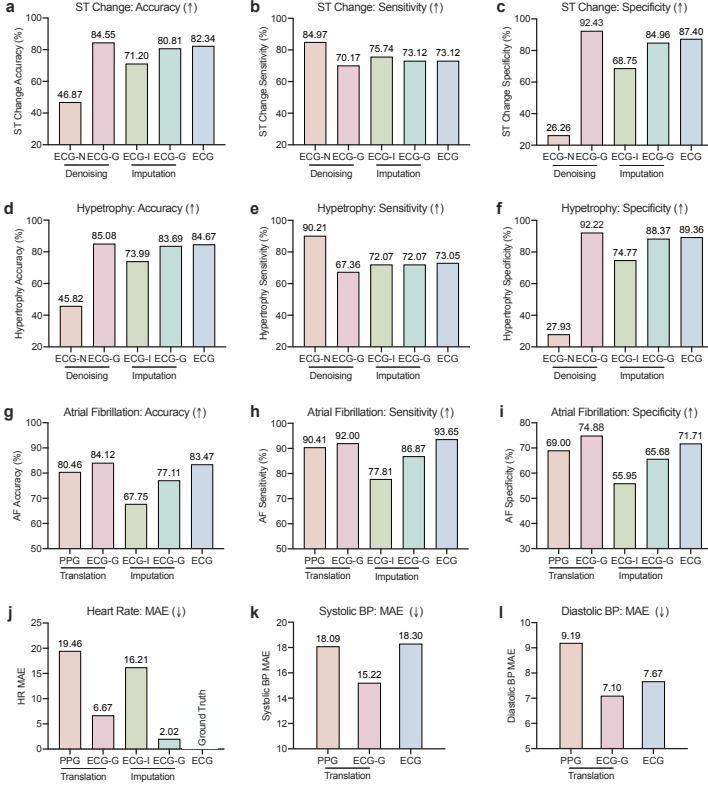 a ST Change: Accuracy (↑)
ST Change Accuracy (%)
100
80
60
40
20
46.87
84.55
71.20
80.81
82.34
ECG-N ECG-G ECG-I ECG-G ECG
Denoising Imputation
b ST Change: Sensitivity (↑)
ST Change Sensitivity (%)
100
80
60
40
20
84.97
70.17
75.74
73.12
73.12
ECG-N ECG-G ECG-I ECG-G ECG
Denoising Imputation
c ST Change: Specificity (↑)
ST Change Specificity (%)
100
80
60
40
20
26.26
92.43
68.75
84.96
87.40
ECG-N ECG-G ECG-I ECG-G ECG
Denoising Imputation
d Hypetrophy: Accuracy (↑)
Hypertrophy Accuracy (%)
100
80
60
40
20
45.82
85.08
73.99
83.69
84.67
ECG-N ECG-G ECG-I ECG-G ECG
Denoising Imputation
e Hypetrophy: Sensitivity (↑)
Hypertrophy Sensitivity (%)
100
80
60
40
20
90.21
67.36
72.07
72.07
73.05
ECG-N ECG-G ECG-I ECG-G ECG
Denoising Imputation
f Hypetrophy: Specificity (↑)
Hypertrophy Specificity (%)
100
80
60
40
20
27.93
92.22
74.77
88.37
89.36
ECG-N ECG-G ECG-I ECG-G ECG
Denoising Imputation
g Atrial Fibrillation: Accuracy (↑)
AF Accuracy (%)
100
90
80
70
60
50
80.46
84.12
67.75
77.11
83.47
PPG ECG-G ECG-I ECG-G ECG
Translation Imputation
h Atrial Fibrillation: Sensitivity (↑)
AF Sensitivity (%)
100
90
80
70
60
50
90.41
92.00
77.81
86.87
93.65
PPG ECG-G ECG-I ECG-G ECG
Translation Imputation
i Atrial Fibrillation: Specificity (↑)
AF Specificity (%)
80
70
60
50
40
30
69.00
74.88
55.95
65.68
71.71
PPG ECG-G ECG-I ECG-G ECG
Translation Imputation
j Heart Rate: MAE (↓)
HR MAE
25
20
15
10
5
0
19.46
6.67
16.21
2.02
Ground Truth
PPG ECG-G ECG-I ECG-G ECG
Translation Imputation
k Systolic BP: MAE (↓)
Systolic BP MAE
20
18
16
14
12
10
18.09
15.22
18.30
PPG ECG-G ECG
Translation
l Diastolic BP: MAE (↓)
Diastolic BP MAE
10
9
8
7
6
5
9.19
7.10
7.67
PPG ECG-G ECG
Translation